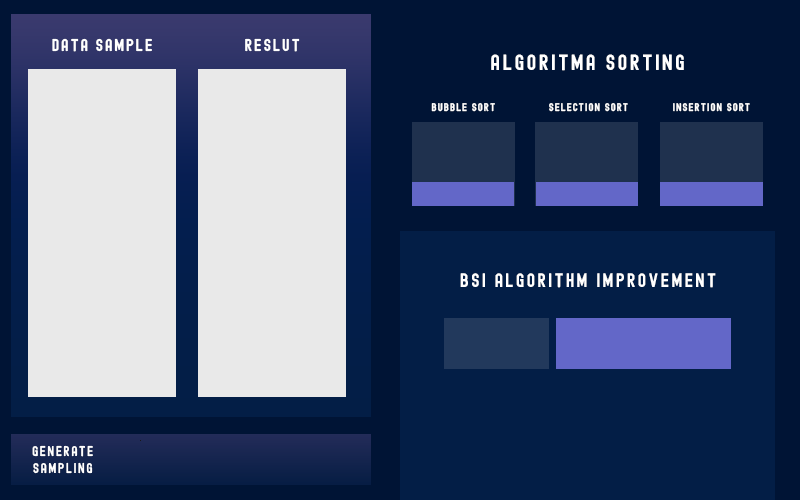 DATA SAMPLE
RESLUT
ALGORITMA SORTING
BUBBLE SORT
SELECTION SORT
INSERTION SORT
BSI ALGORITHM IMPROVEMENT
GENERATE
SAMPLING